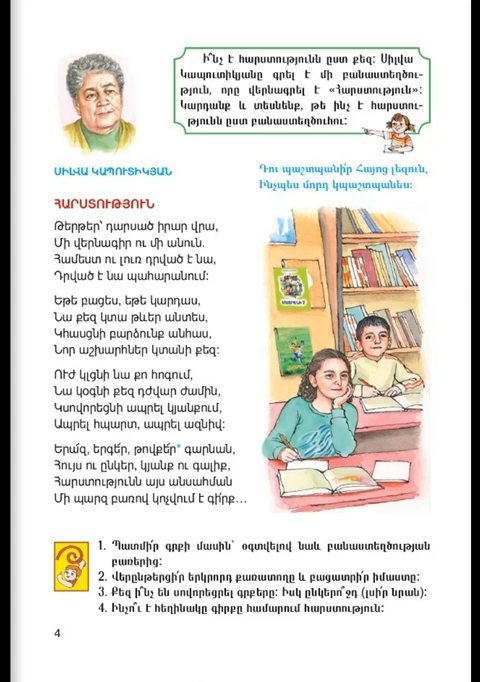 Ի՞նչ է հարստությունն ըստ քեզ: Սիլվա
Կապուտիկյանը գրել է մի բանաստեղծու-
թյուն, որը վերնագրել է «Հարստություն»:
Կարդանք և տեսնենք, թե ինչ է հարստու-
թյունն ըստ բանաստեղծուհու:
ՍԻԼՎԱ ԿԱՊՈՒՏԻԿՅԱՆ
Դու պաշտպանի՛ր Հայոց լեզուն,
Ինչպես մորդ կպաշտպանես:
ՀԱՐՍՏՈՒԹՅՈՒՆ
Թերթեր՝ դարսած իրար վրա,
Մի վերնագիր ու մի անուն.
Համեստ ու լուռ դրված է նա,
Դրված է նա պահարանում:
Եթե բացես, եթե կարդաս,
Նա քեզ կտա թևեր անտես,
Կհասցնի բարձունք անհաս,
Նոր աշխարհներ կտանի քեզ:
ՈՒժ կլցնի նա քո հոգում,
Նա կօգնի քեզ դժվար ժամին,
Կսովորեցնի ապրել կյանքում,
Ապրել հպարտ, ապրել ազնիվ:
Երա՜զ, երգե՜ր, թովքե՜ր* գարնան,
Հույս ու ընկեր, կյանք ու գալիք,
Հարստությունն այս անսահման
Մի պարզ բառով կոչվում է գի՛րք...
1. Պատմի՛ր գրքի մասին՝ օգտվելով նաև բանաստեղծության
բառերից:
2. Վերընթերցի՛ր երկրորդ քառատողը և բացատրի՛ր իմաստը:
3. Քեզ ի՞նչ են սովորեցրել գրքերը: Իսկ ընկերո՞ջդ (լսի՛ր նրան):
4. Ինչո՞ւ է հեղինակը գիրքը համարում հարստություն:
4